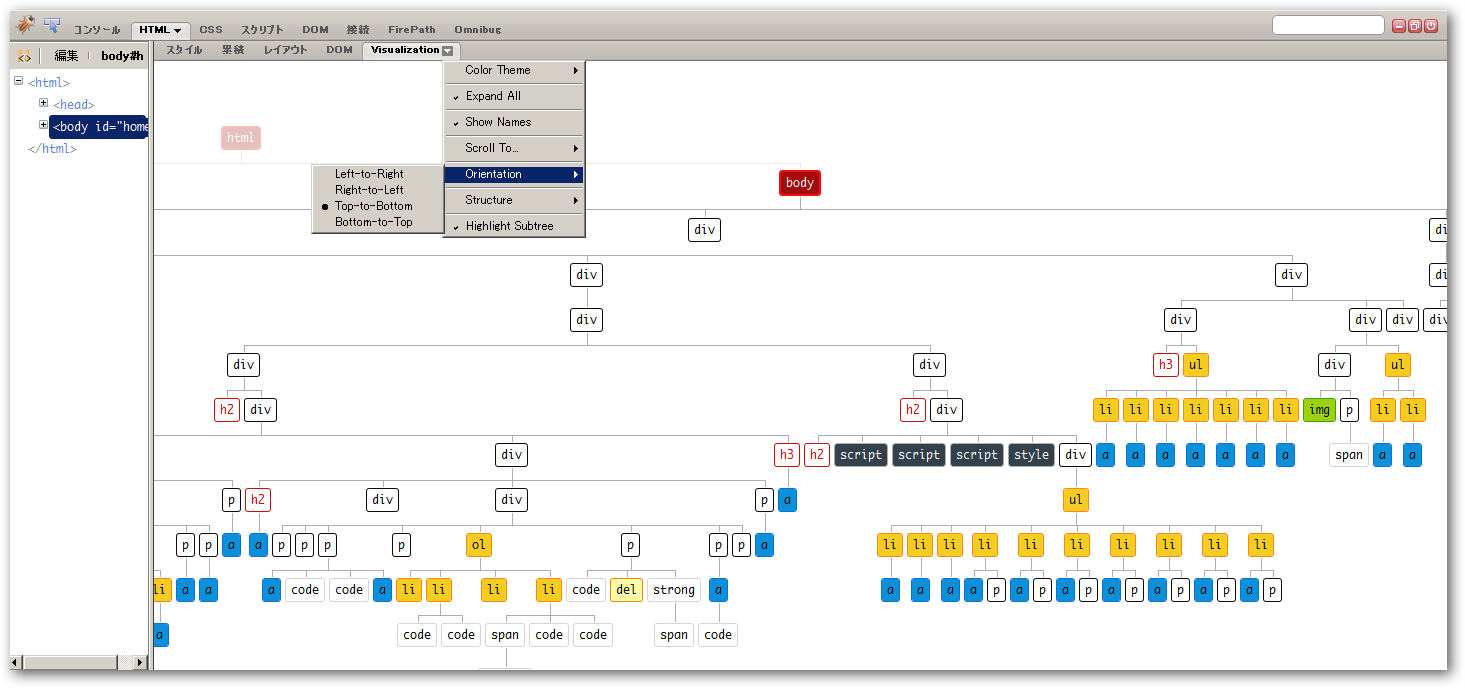 コンソール HTML CSS スクリプト DOM 接続 FirePath Omnibug
編集 body#h スタイル 累積 レイアウト DOM Visualization
<html>
<head>
<body id="home
</html>
Color Theme
Expand All
Show Names
Scroll To...
Orientation
Structure
Highlight Subtree
Left-to-Right
Right-to-Left
Top-to-Bottom
Bottom-to-Top
html
body
div
div div
div div
div div div div
div div h3 ul div ul
h2 div h2 div li li li li li li li img p li li
div h3 h2 script script script style div a a a a a a a span a a
p h2 div div p a ul
p p a a p p p p ol p p p a li li li li li li li li li li
li a a a code code a li li li li code del strong a a a a a p a p a p a p a p a p a p
a code code span code code span code